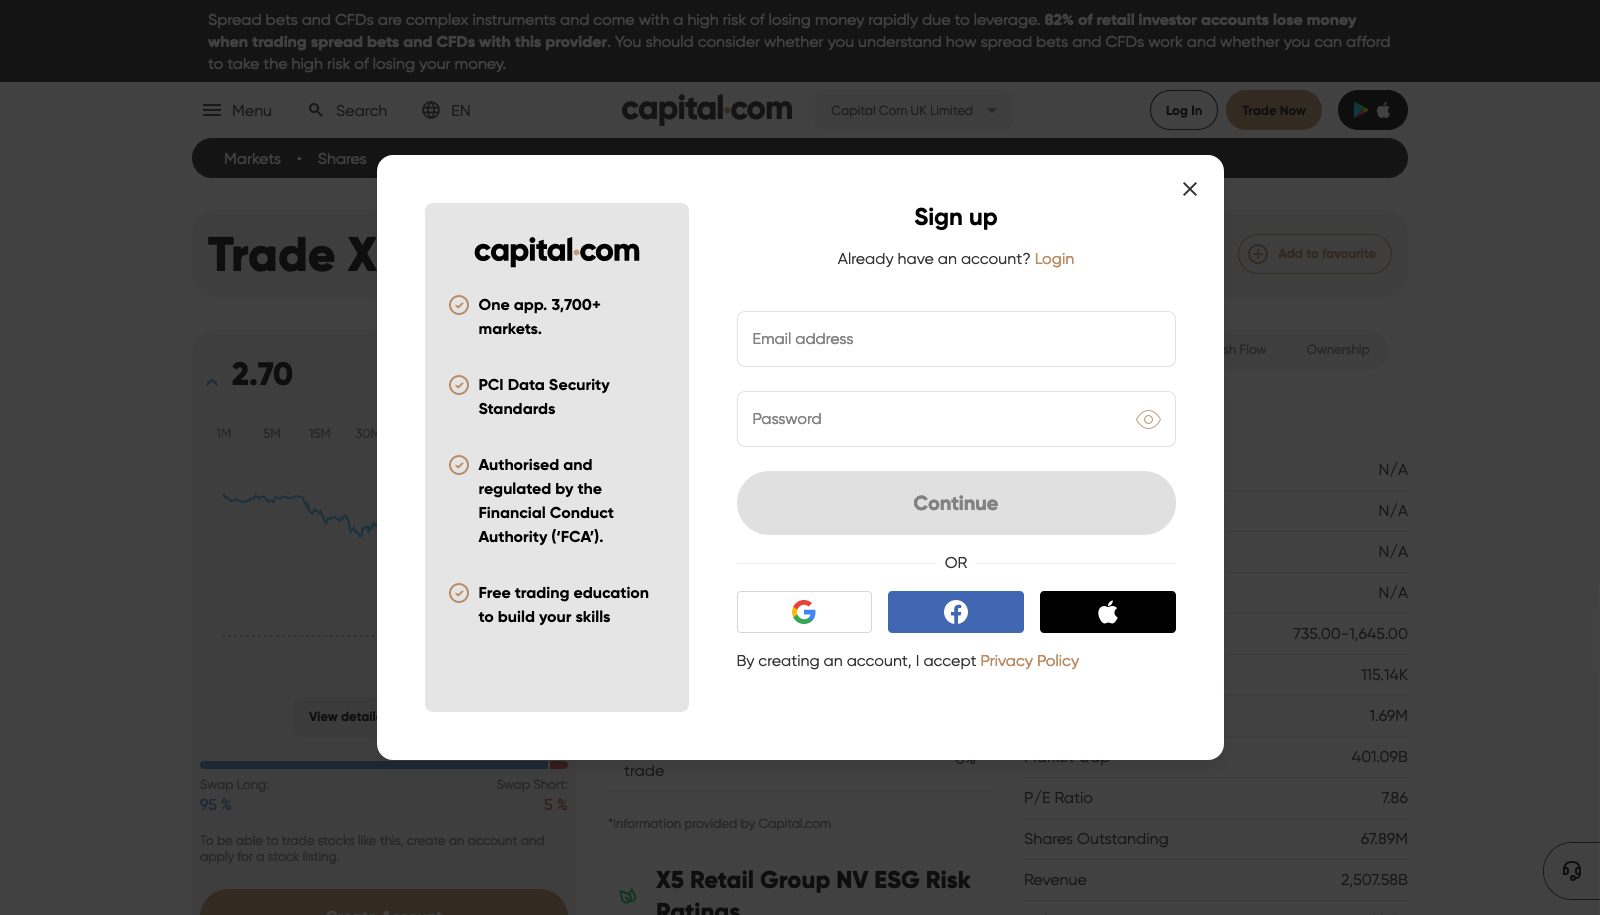 Spread bets and CFDs are complex instruments and come with a high risk of losing money rapidly due to leverage. 82% of retail investor accounts lose money
when trading spread bets and CFDs with this provider. You should consider whether you understand how spread bets and CFDs work and whether you can afford
to take the high risk of losing your money.
Menu
Search
EN
capital.com
Capital Com UK Limited
Log In
Trade Now
Markets • Shares
Trade X
Add to favourite
2.70
1M 5M 15M 30M
Flow
Ownership
capital.com
One app. 3,700+
markets.
PCI Data Security
Standards
Authorised and
regulated by the
Financial Conduct
Authority (‘FCA’).
Free trading education
to build your skills
Sign up
Already have an account? Login
Email address
Password
Continue
OR
By creating an account, I accept Privacy Policy
N/A
N/A
N/A
N/A
735.00-1,645.00
115.14K
1.69M
View details
Swap Long:
95 %
Swap Short:
5 %
To be able to trade stocks like this, create an account and
apply for a stock listing.
Create Account
trade
*Information provided by Capital.com
X5 Retail Group NV ESG Risk
Ratings
Market Cap 401.09B
P/E Ratio 7.86
Shares Outstanding 67.89M
Revenue 2,507.58B